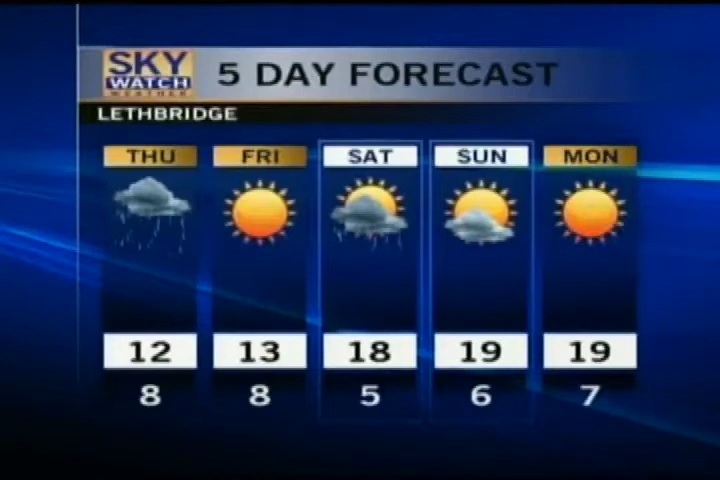 SKY
WATCH
WEATHER
5 DAY FORECAST
LETHBRIDGE
THU FRI SAT SUN MON
12 13 18 19 19
8 8 5 6 7